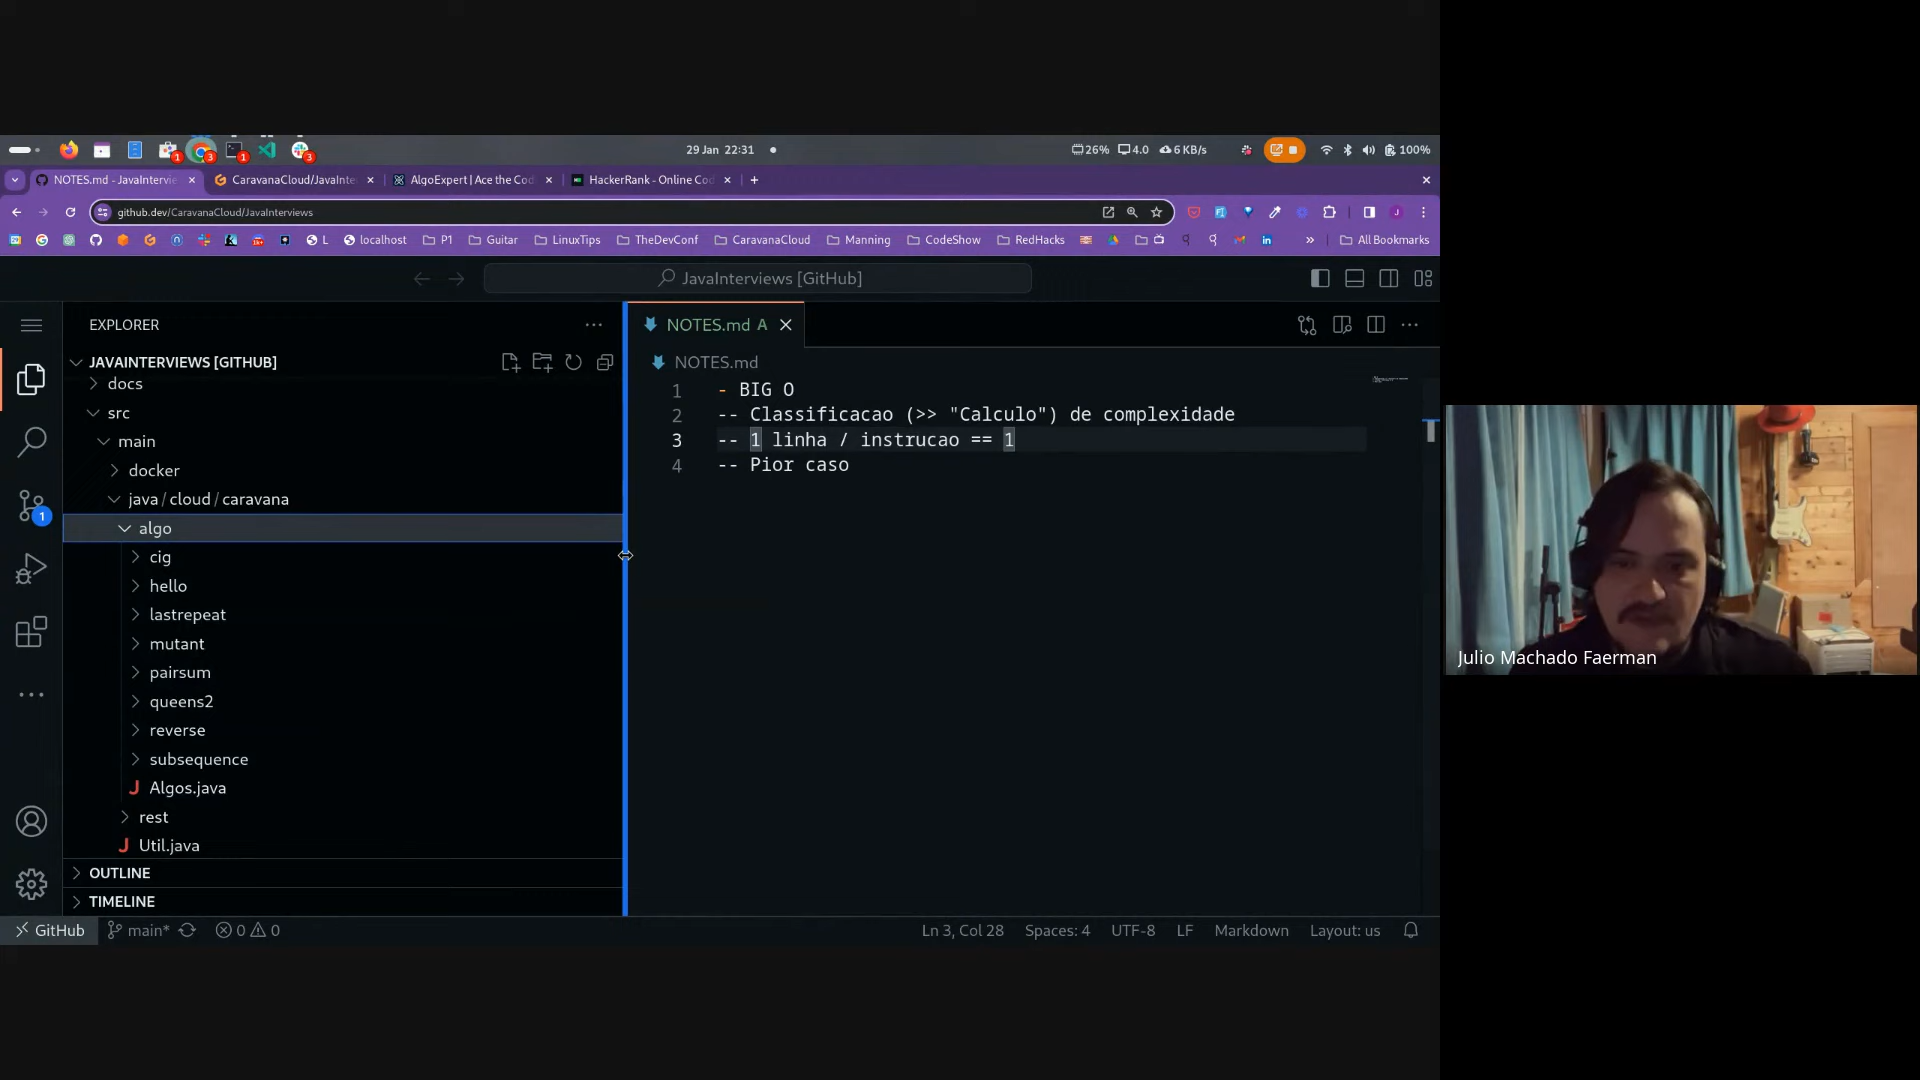 29 Jan 22:31
26% 4.0 6 KB/s 100%
NOTES.md - JavaIntervie
CaravanaCloud/JavaInte
AlgoExpert | Ace the Cod
HackerRank - Online Co
github.dev/CaravanaCloud/JavaInterviews
L
localhost
P1
Guitar
LinuxTips
TheDevConf
CaravanaCloud
Manning
CodeShow
RedHacks
All Bookmarks
JavaInterviews [GitHub]
EXPLORER
JAVAINTERVIEWS [GITHUB]
docs
src
main
docker
java / cloud / caravana
algo
cig
hello
lastrepeat
mutant
pairsum
queens2
reverse
subsequence
Algos.java
rest
Util.java
OUTLINE
TIMELINE
NOTES.md A
NOTES.md
1 - BIG O
2 -- Classificacao (>> "Calculo") de complexidade
3 -- 1 linha / instrucao == 1
4 -- Pior caso
GitHub main* 0 0
Ln 3, Col 28 Spaces: 4 UTF-8 LF Markdown Layout: us
Julio Machado Faerman